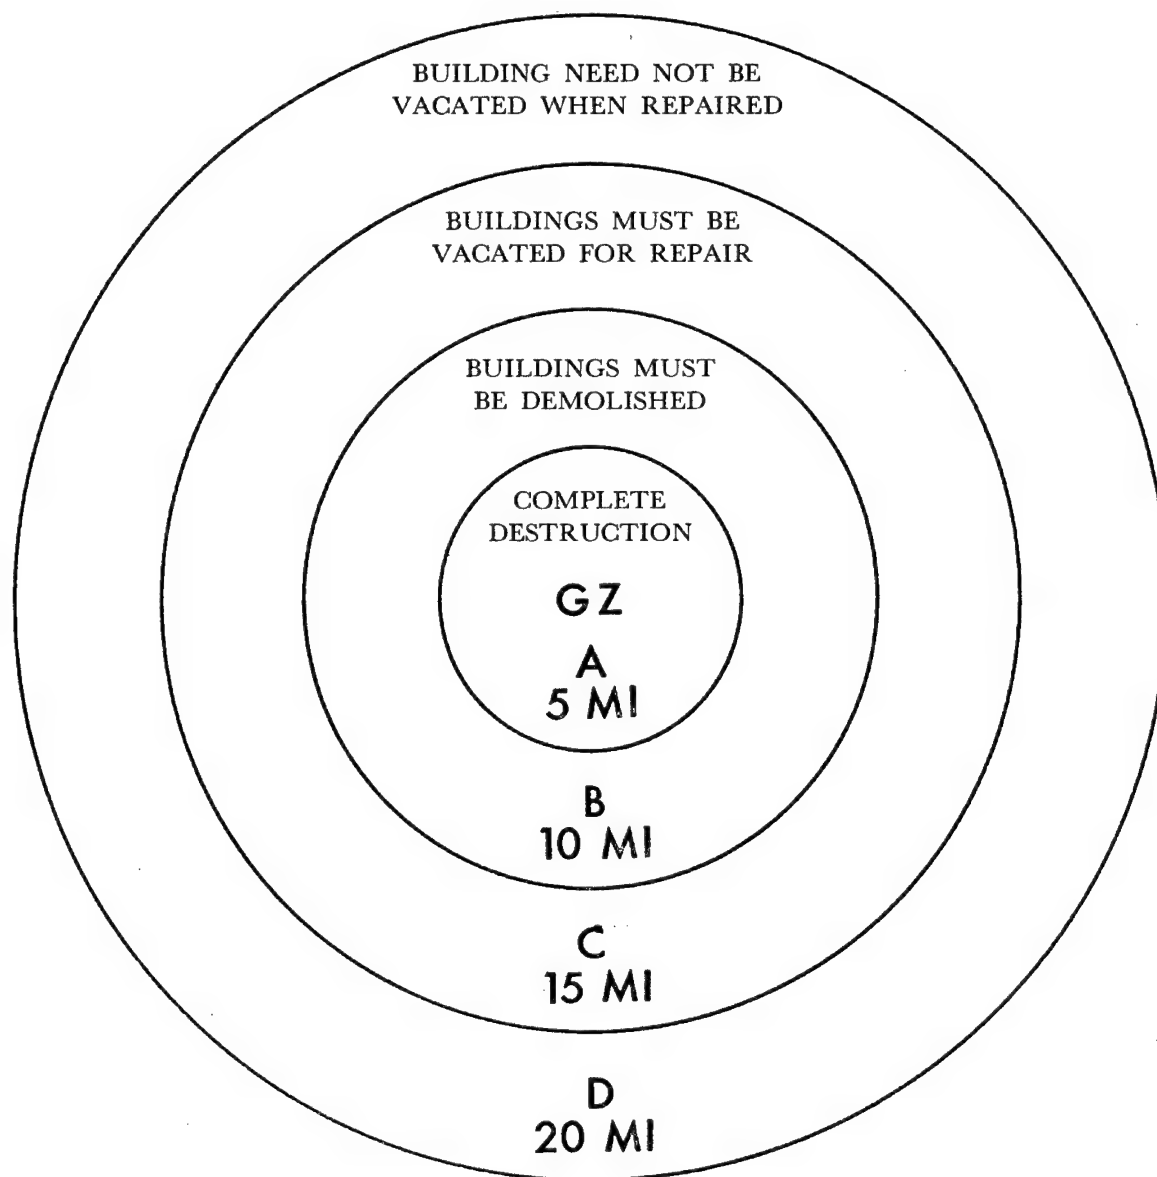 BUILDING NEED NOT BE
VACATED WHEN REPAIRED
BUILDINGS MUST BE
VACATED FOR REPAIR
BUILDINGS MUST
BE DEMOLISHED
COMPLETE
DESTRUCTION
GZ
A
5 MI
B
10 MI
C
15 MI
D
20 MI